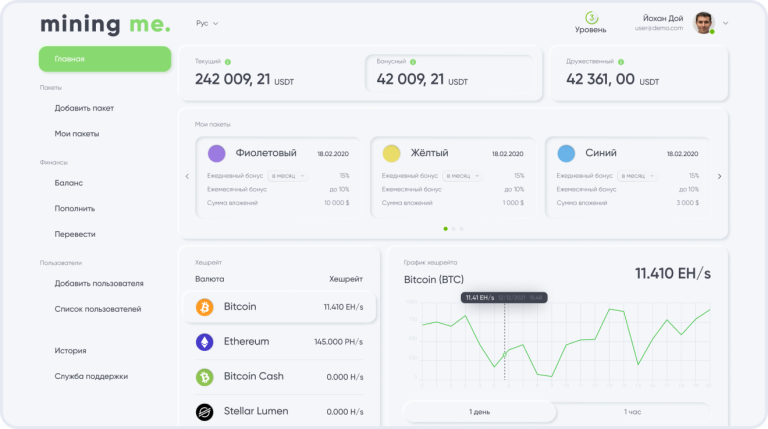 mining me.
Рус
3
Уровень
Йохан Дой
user@demo.com
Главная
Пакеты
Добавить пакет
Мои пакеты
Финансы
Баланс
Пополнить
Перевести
Пользователи
Добавить пользователя
Список пользователей
История
Служба поддержки
Текущий
242 009, 21 USDT
Бонусный
42 009, 21 USDT
Дружественный
42 361, 00 USDT
Мои пакеты
Фиолетовый 18.02.2020
Ежедневный бонус в месяц 15%
Ежемесячный бонус до 10%
Сумма вложений 10 000 $
Жёлтый 18.02.2020
Ежедневный бонус в месяц 15%
Ежемесячный бонус до 10%
Сумма вложений 1 000 $
Синий 18.02.2020
Ежедневный бонус в месяц 15%
Ежемесячный бонус до 10%
Сумма вложений 3 000 $
Хешрейт
Валюта Хешрейт
Bitcoin 11.410 EH/s
Ethereum 145.000 PH/s
Bitcoin Cash 0.000 H/s
Stellar Lumen 0.000 H/s
График хешрейта
Bitcoin (BTC)
11.410 EH/s
11.41 EH/s
1 день
1 час